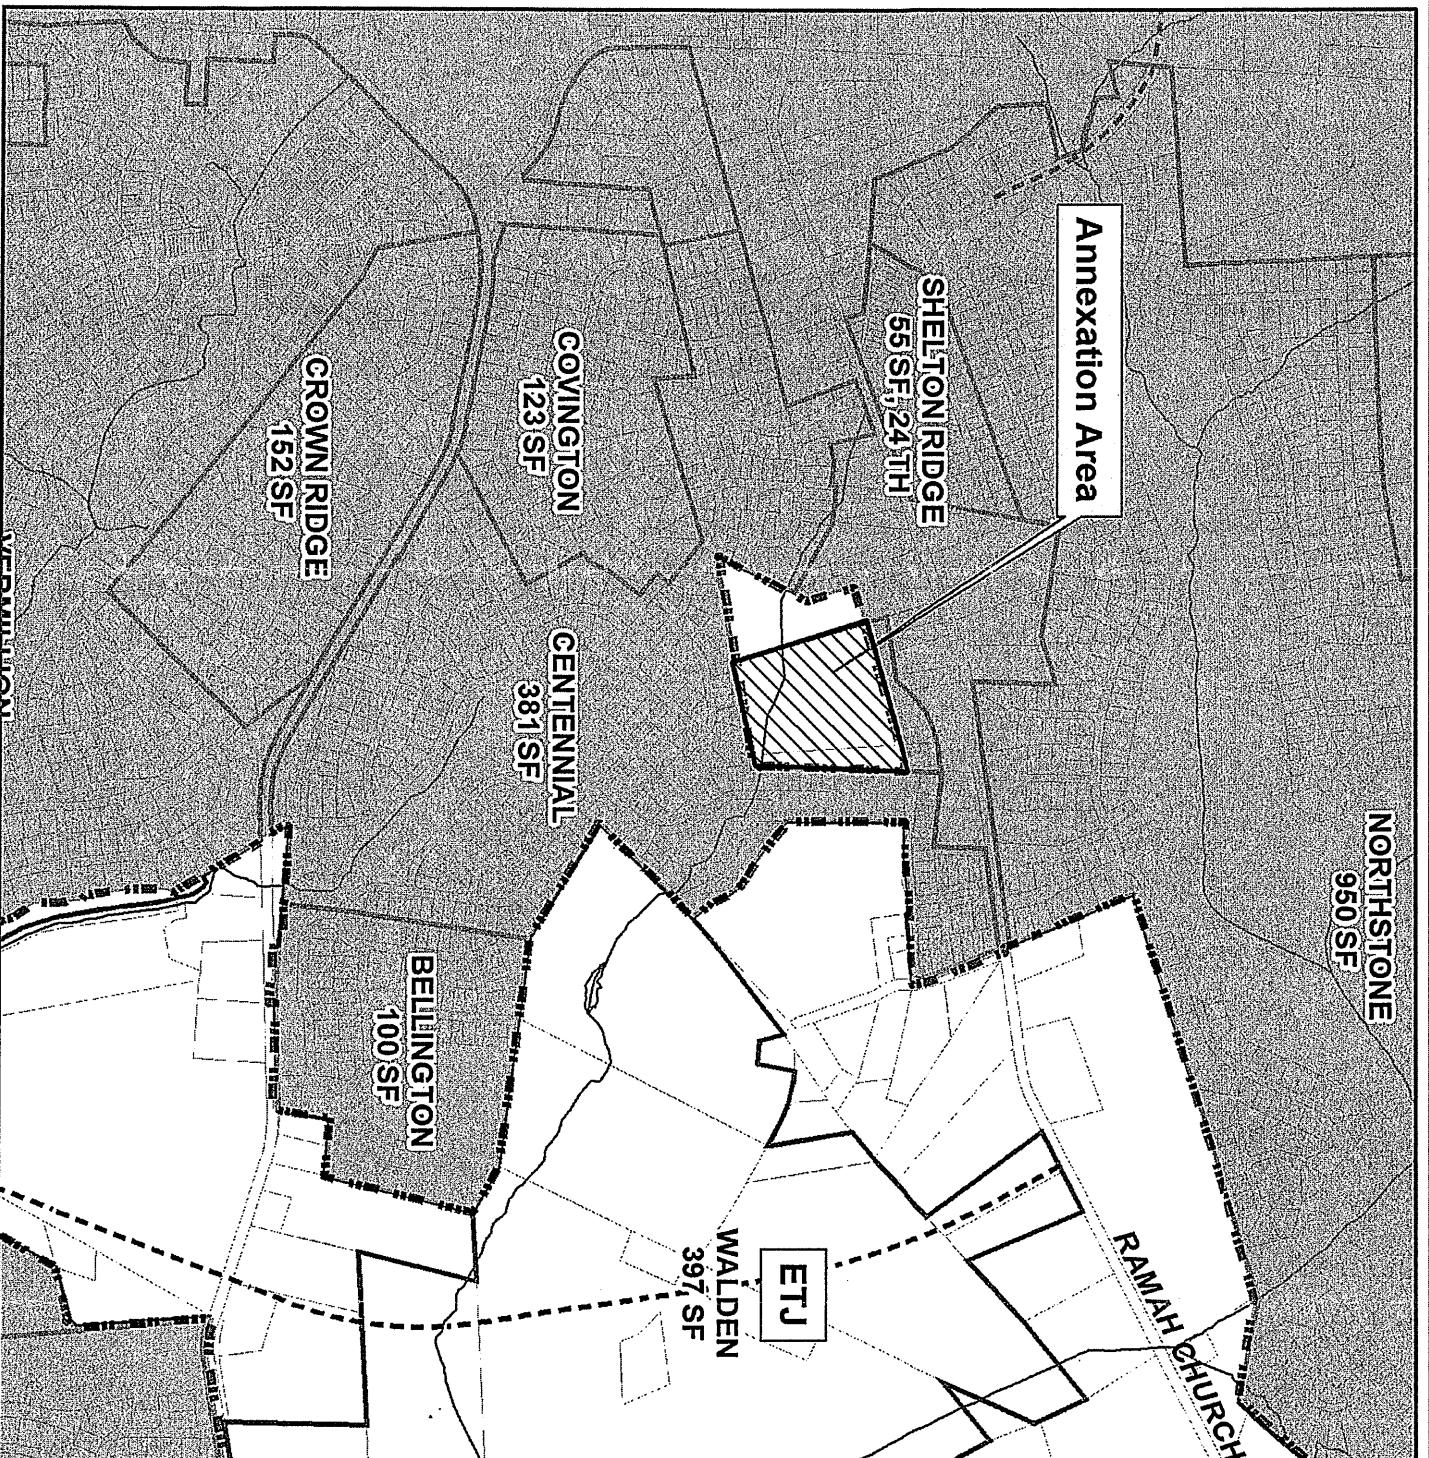 NORTHSTONE
950 SF
Annexation Area
RAMAH CHURCH
SHELTON RIDGE
55 SF, 24 TH
ETJ
WALDEN
397 SF
COVINGTON
123 SF
CENTENNIAL
381 SF
BELLINGTON
100 SF
CROWN RIDGE
152 SF
VERMILLION